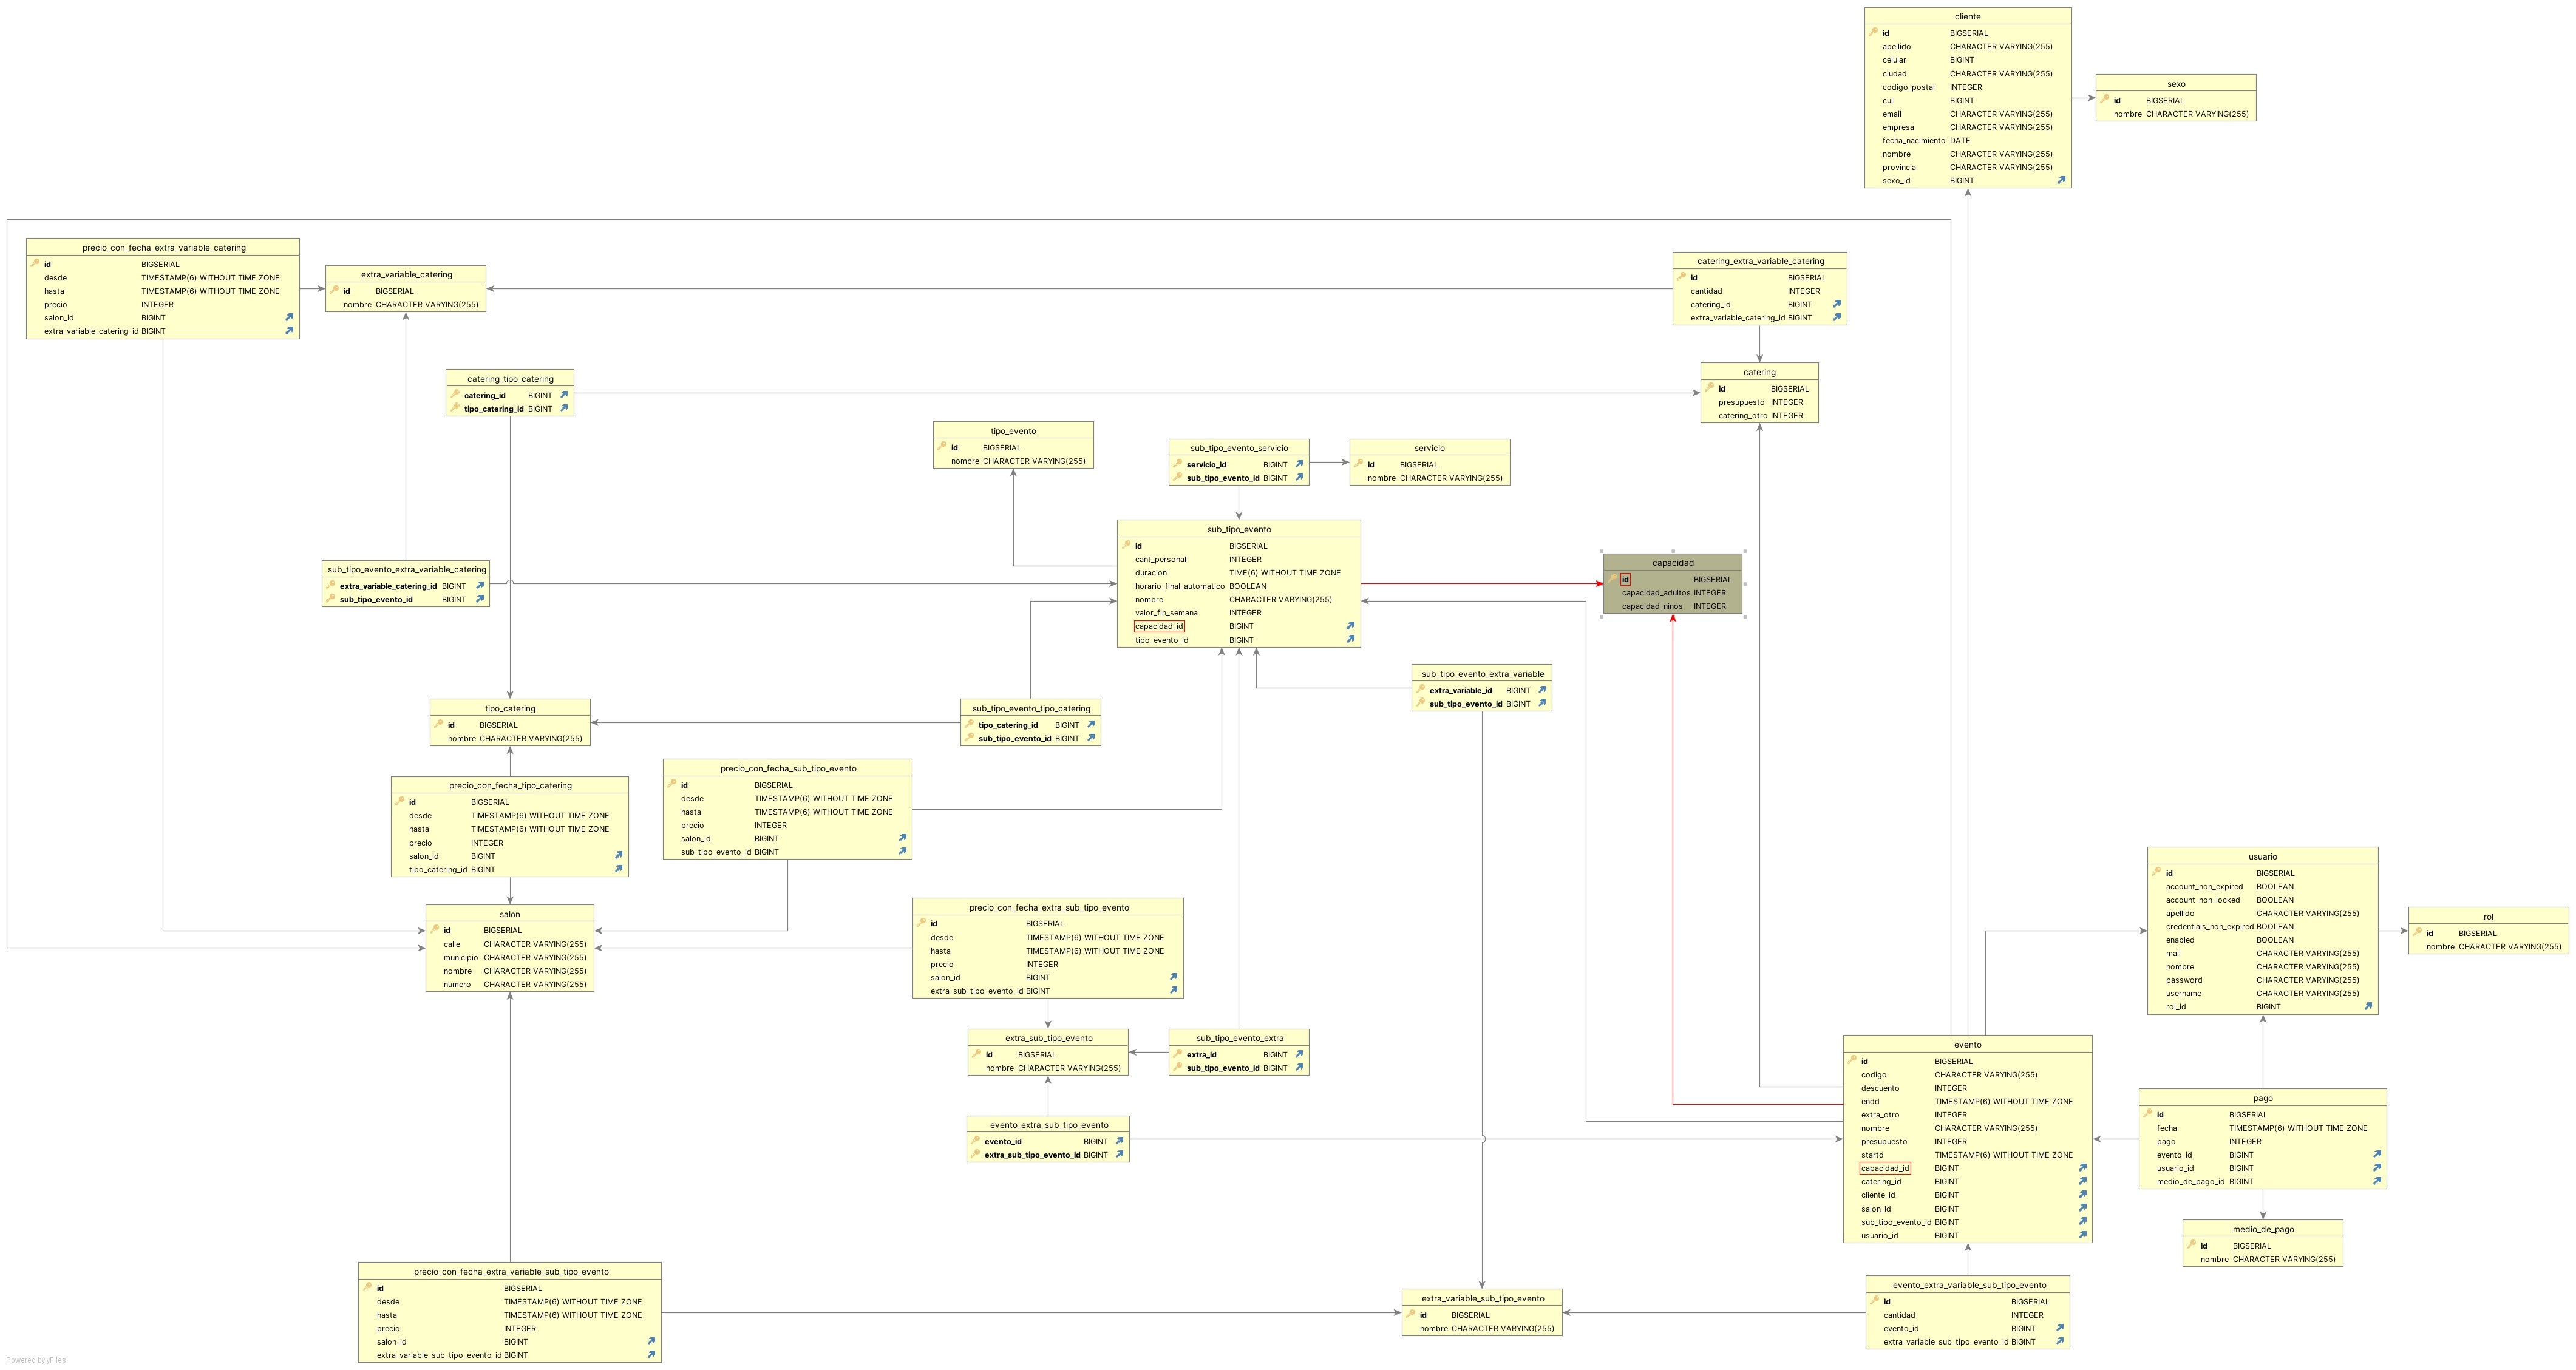 cliente
id BIGSERIAL
apellido CHARACTER VARYING(255)
celular BIGINT
ciudad CHARACTER VARYING(255)
codigo_postal INTEGER
cuil BIGINT
email CHARACTER VARYING(255)
empresa CHARACTER VARYING(255)
fecha_nacimiento DATE
nombre CHARACTER VARYING(255)
provincia CHARACTER VARYING(255)
sexo_id BIGINT
sexo
id BIGSERIAL
nombre CHARACTER VARYING(255)
precio_con_fecha_extra_variable_catering
id BIGSERIAL
desde TIMESTAMP(6) WITHOUT TIME ZONE
hasta TIMESTAMP(6) WITHOUT TIME ZONE
precio INTEGER
salon_id BIGINT
extra_variable_catering_id BIGINT
extra_variable_catering
id BIGSERIAL
nombre CHARACTER VARYING(255)
catering_extra_variable_catering
id BIGSERIAL
cantidad INTEGER
catering_id BIGINT
extra_variable_catering_id BIGINT
catering_tipo_catering
catering_id BIGINT
tipo_catering_id BIGINT
catering
id BIGSERIAL
presupuesto INTEGER
catering_otro INTEGER
tipo_evento
id BIGSERIAL
nombre CHARACTER VARYING(255)
sub_tipo_evento_servicio
servicio_id BIGINT
sub_tipo_evento_id BIGINT
servicio
id BIGSERIAL
nombre CHARACTER VARYING(255)
sub_tipo_evento
id BIGSERIAL
cant_personal INTEGER
duracion TIME(6) WITHOUT TIME ZONE
horario_final_automatico BOOLEAN
nombre CHARACTER VARYING(255)
valor_fin_semana INTEGER
capacidad_id BIGINT
tipo_evento_id BIGINT
capacidad
id BIGSERIAL
capacidad_adultos INTEGER
capacidad_ninos INTEGER
sub_tipo_evento_extra_variable_catering
extra_variable_catering_id BIGINT
sub_tipo_evento_id BIGINT
sub_tipo_evento_extra_variable
extra_variable_id BIGINT
sub_tipo_evento_id BIGINT
tipo_catering
id BIGSERIAL
nombre CHARACTER VARYING(255)
sub_tipo_evento_tipo_catering
tipo_catering_id BIGINT
sub_tipo_evento_id BIGINT
precio_con_fecha_tipo_catering
id BIGSERIAL
desde TIMESTAMP(6) WITHOUT TIME ZONE
hasta TIMESTAMP(6) WITHOUT TIME ZONE
precio INTEGER
salon_id BIGINT
tipo_catering_id BIGINT
precio_con_fecha_sub_tipo_evento
id BIGSERIAL
desde TIMESTAMP(6) WITHOUT TIME ZONE
hasta TIMESTAMP(6) WITHOUT TIME ZONE
precio INTEGER
salon_id BIGINT
sub_tipo_evento_id BIGINT
usuario
id BIGSERIAL
account_non_expired BOOLEAN
account_non_locked BOOLEAN
apellido CHARACTER VARYING(255)
credentials_non_expired BOOLEAN
enabled BOOLEAN
mail CHARACTER VARYING(255)
nombre CHARACTER VARYING(255)
password CHARACTER VARYING(255)
username CHARACTER VARYING(255)
rol_id BIGINT
rol
id BIGSERIAL
nombre CHARACTER VARYING(255)
salon
id BIGSERIAL
calle CHARACTER VARYING(255)
municipio CHARACTER VARYING(255)
nombre CHARACTER VARYING(255)
numero CHARACTER VARYING(255)
precio_con_fecha_extra_sub_tipo_evento
id BIGSERIAL
desde TIMESTAMP(6) WITHOUT TIME ZONE
hasta TIMESTAMP(6) WITHOUT TIME ZONE
precio INTEGER
salon_id BIGINT
extra_sub_tipo_evento_id BIGINT
extra_sub_tipo_evento
id BIGSERIAL
nombre CHARACTER VARYING(255)
sub_tipo_evento_extra
extra_id BIGINT
sub_tipo_evento_id BIGINT
evento
id BIGSERIAL
codigo CHARACTER VARYING(255)
descuento INTEGER
endd TIMESTAMP(6) WITHOUT TIME ZONE
extra_otro INTEGER
nombre CHARACTER VARYING(255)
presupuesto INTEGER
startd TIMESTAMP(6) WITHOUT TIME ZONE
capacidad_id BIGINT
catering_id BIGINT
cliente_id BIGINT
salon_id BIGINT
sub_tipo_evento_id BIGINT
usuario_id BIGINT
pago
id BIGSERIAL
fecha TIMESTAMP(6) WITHOUT TIME ZONE
pago INTEGER
evento_id BIGINT
usuario_id BIGINT
medio_de_pago_id BIGINT
evento_extra_sub_tipo_evento
evento_id BIGINT
extra_sub_tipo_evento_id BIGINT
medio_de_pago
id BIGSERIAL
nombre CHARACTER VARYING(255)
precio_con_fecha_extra_variable_sub_tipo_evento
id BIGSERIAL
desde TIMESTAMP(6) WITHOUT TIME ZONE
hasta TIMESTAMP(6) WITHOUT TIME ZONE
precio INTEGER
salon_id BIGINT
extra_variable_sub_tipo_evento_id BIGINT
extra_variable_sub_tipo_evento
id BIGSERIAL
nombre CHARACTER VARYING(255)
evento_extra_variable_sub_tipo_evento
id BIGSERIAL
cantidad INTEGER
evento_id BIGINT
extra_variable_sub_tipo_evento_id BIGINT
Powered by yFiles